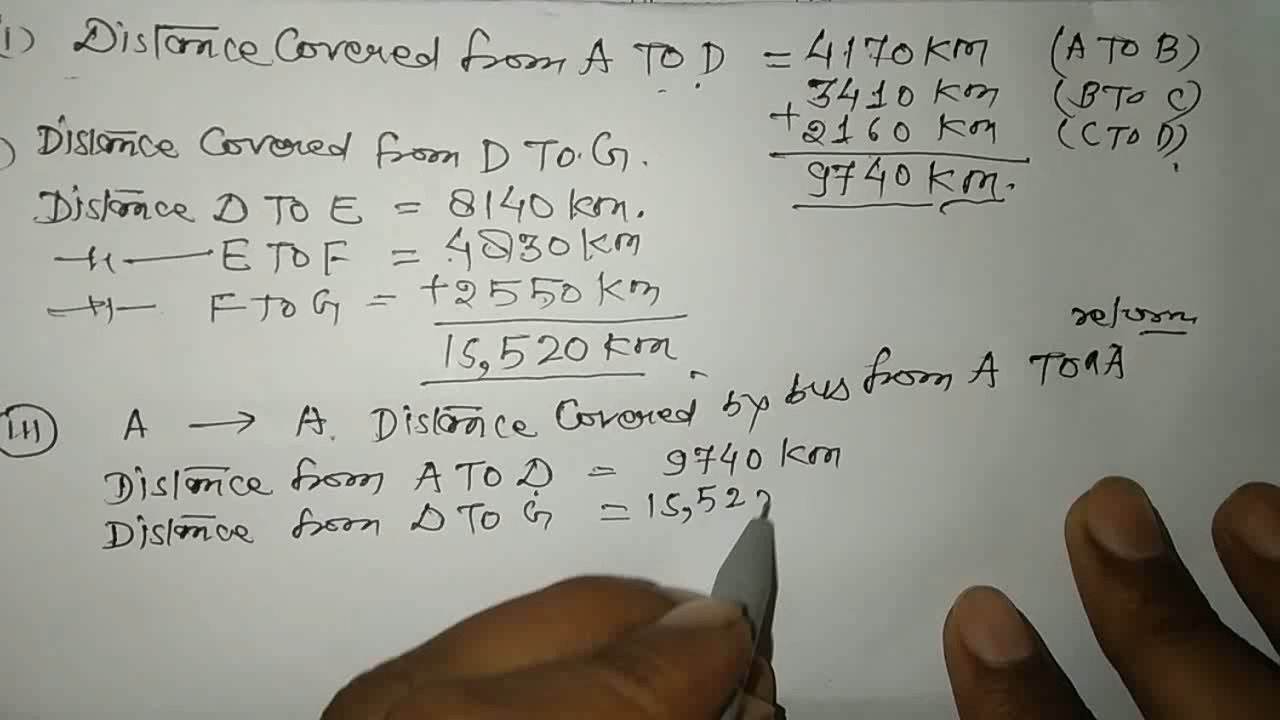 1) Distance Covered from A TO D = 4170 KM (A TO B)
3410 KM (B TO C)
+2160 KM (C TO D)
9740 KM.
) Distance Covered from D TO G.
Distance D TO E = 8140 km.
–〃— E TO F = 4830 KM
–〃– F TO G = +2550 KM
15,520 KM
return
(III) A → A. Distance Covered by bus from A TO A
Distance from A TO D = 9740 KM
Distance from D TO G = 15,52